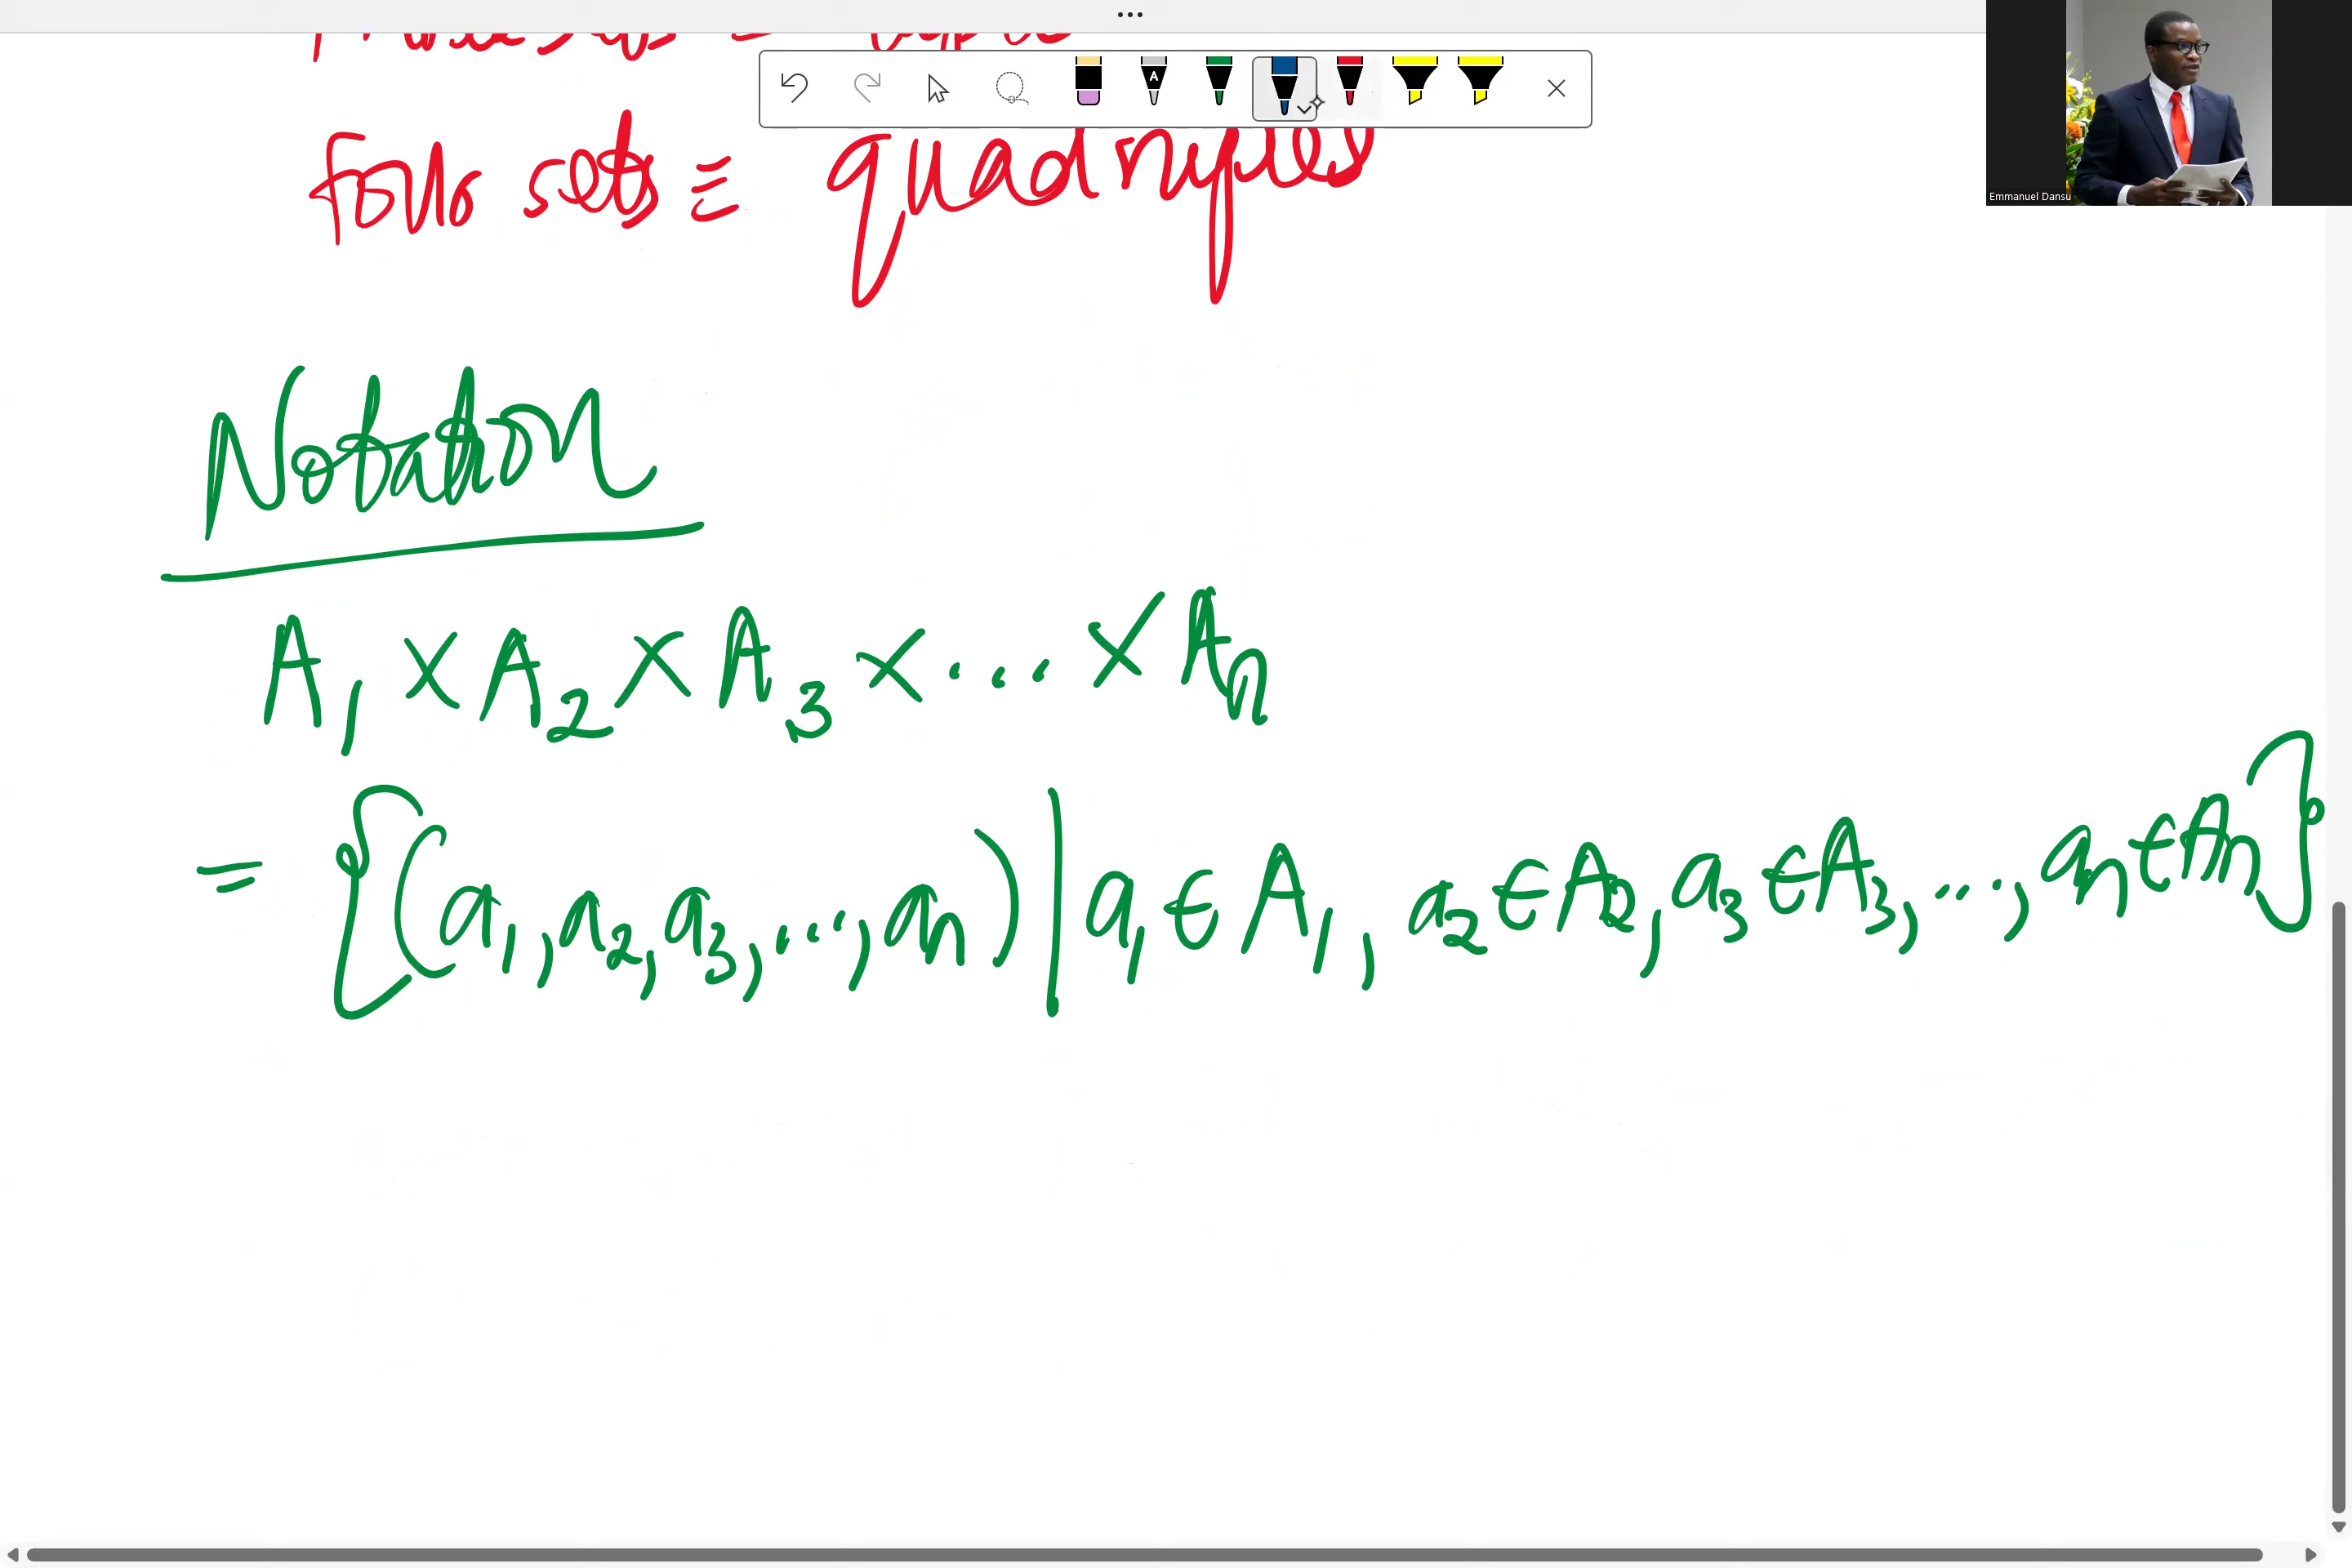 Emmanuel Dansu
Four sets = quadruples
Notation
A₁ × A₂ × A₃ × ... × Aₙ
= {(a₁, a₂, a₃, ..., aₙ) | a₁ ∈ A₁, a₂ ∈ A₂, a₃ ∈ A₃, ..., aₙ ∈ Aₙ}